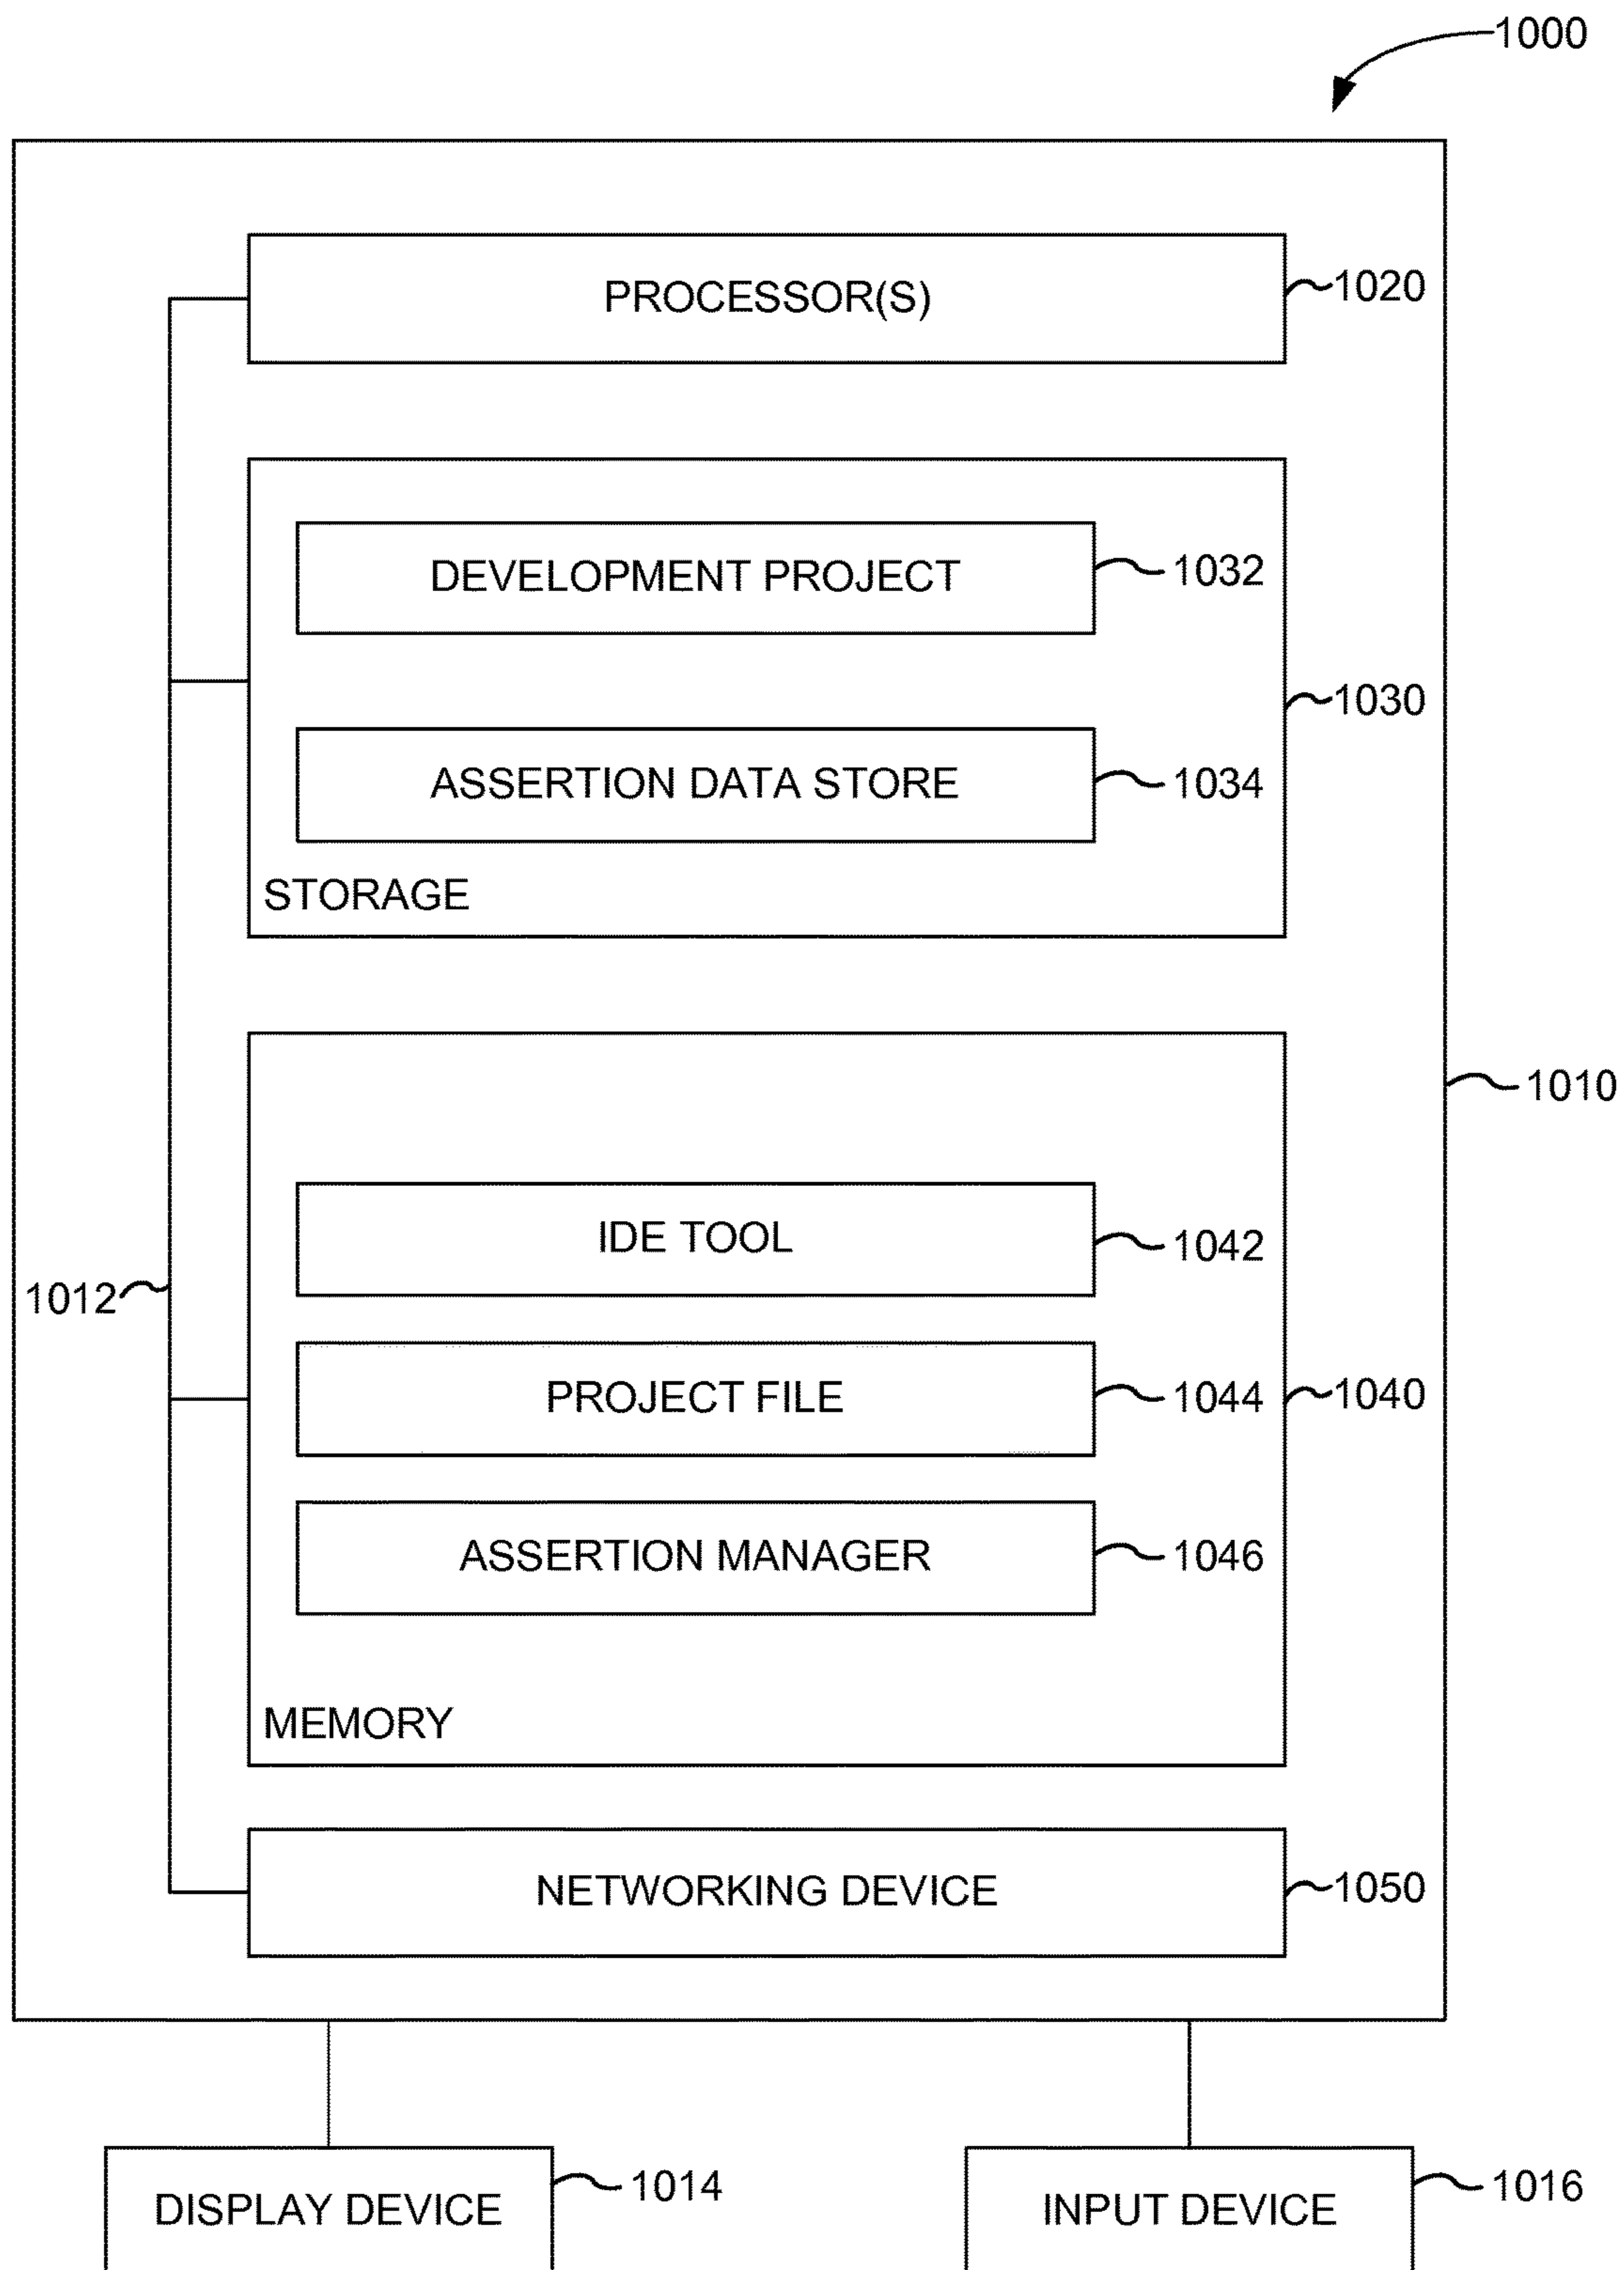 1000
PROCESSOR(S)
1020
DEVELOPMENT PROJECT
1032
1030
ASSERTION DATA STORE
1034
STORAGE
1010
IDE TOOL
1042
1012
PROJECT FILE
1044
1040
ASSERTION MANAGER
1046
MEMORY
NETWORKING DEVICE
1050
DISPLAY DEVICE
1014
INPUT DEVICE
1016